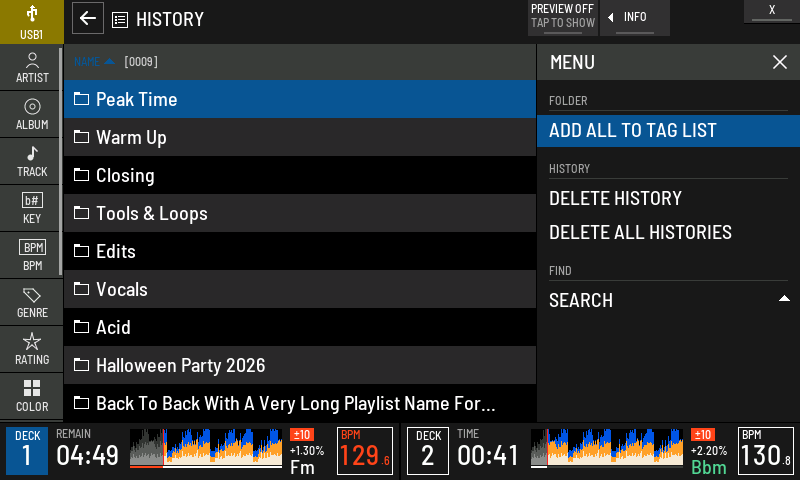 USB1
HISTORY
PREVIEW OFF
TAP TO SHOW
INFO
X
ARTIST
ALBUM
TRACK
b#
KEY
BPM
BPM
GENRE
RATING
COLOR
NAME [0009]
Peak Time
Warm Up
Closing
Tools & Loops
Edits
Vocals
Acid
Halloween Party 2026
Back To Back With A Very Long Playlist Name For...
MENU
FOLDER
ADD ALL TO TAG LIST
HISTORY
DELETE HISTORY
DELETE ALL HISTORIES
FIND
SEARCH
DECK
1
REMAIN
04:49
±10
+1.30%
Fm
BPM
129.6
DECK
2
TIME
00:41
±10
+2.20%
Bbm
BPM
130.8